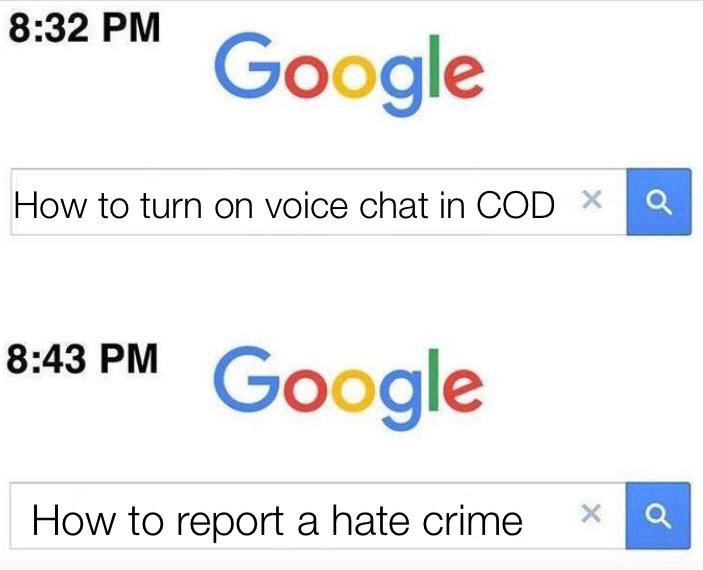 8:32 PM
Google
How to turn on voice chat in COD
8:43 PM
Google
How to report a hate crime